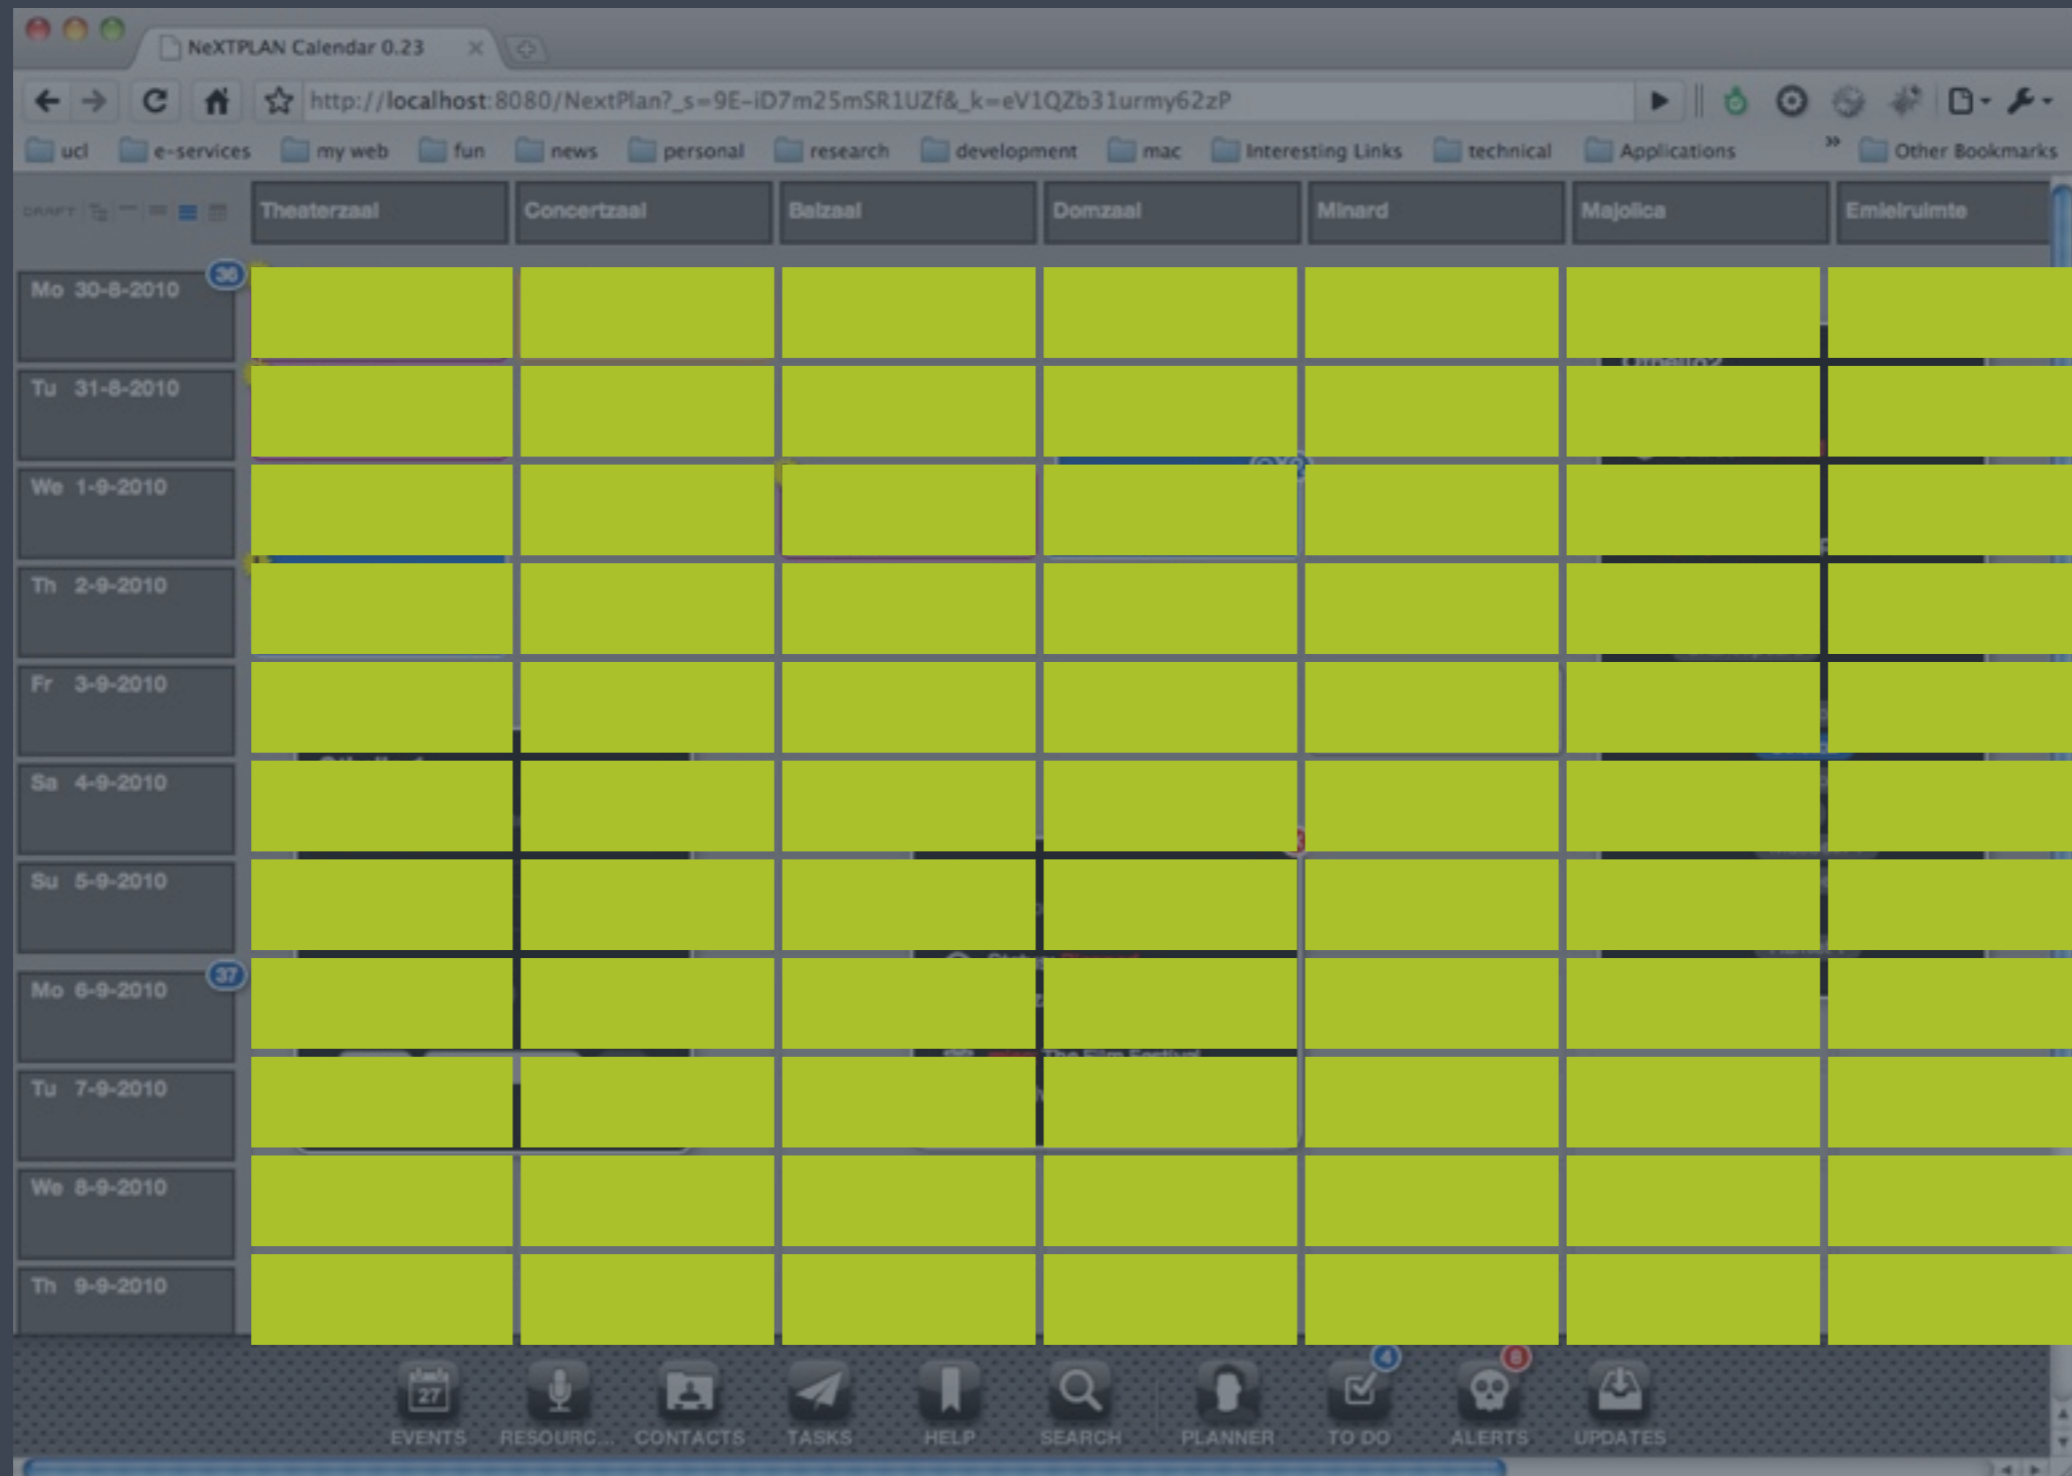 NeXTPLAN Calendar 0.23
http://localhost:8080/NextPlan?_s=9E-iD7m25mSR1UZf&_k=eV1QZb31urmy62zP
ucl e-services my web fun news personal research development mac Interesting Links technical Applications » Other Bookmarks
DRAFT Theaterzaal Concertzaal Balzaal Domzaal Minard Majolica Emielruimte
36
Mo 30-8-2010
Othello2
Tu 31-8-2010
We 1-9-2010
Th 2-9-2010
Fr 3-9-2010
Sa 4-9-2010
Su 5-9-2010
37
Mo 6-9-2010
The Film Festival
Tu 7-9-2010
We 8-9-2010
Th 9-9-2010
27 4 8
EVENTS RESOURC... CONTACTS TASKS HELP SEARCH PLANNER TO DO ALERTS UPDATES